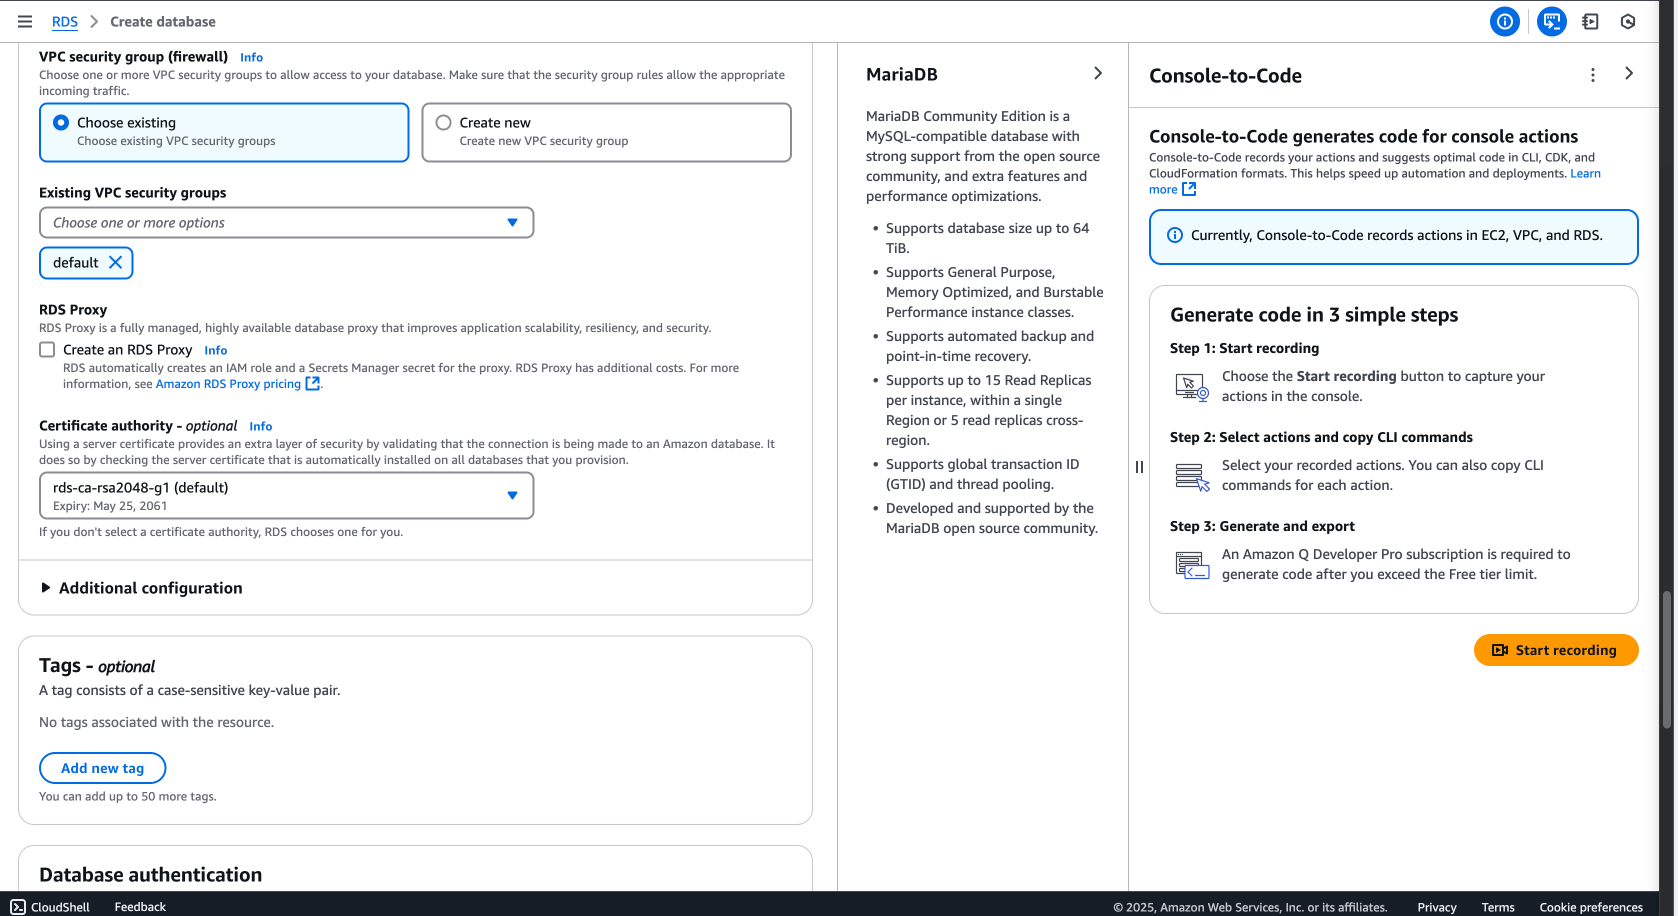 RDS
Create database
VPC security group (firewall) Info
Choose one or more VPC security groups to allow access to your database. Make sure that the security group rules allow the appropriate
incoming traffic.
Choose existing
Choose existing VPC security groups
Create new
Create new VPC security group
Existing VPC security groups
Choose one or more options
default
RDS Proxy
RDS Proxy is a fully managed, highly available database proxy that improves application scalability, resiliency, and security.
Create an RDS Proxy Info
RDS automatically creates an IAM role and a Secrets Manager secret for the proxy. RDS Proxy has additional costs. For more
information, see Amazon RDS Proxy pricing.
Certificate authority - optional Info
Using a server certificate provides an extra layer of security by validating that the connection is being made to an Amazon database. It
does so by checking the server certificate that is automatically installed on all databases that you provision.
rds-ca-rsa2048-g1 (default)
Expiry: May 25, 2061
If you don't select a certificate authority, RDS chooses one for you.
Additional configuration
Tags - optional
A tag consists of a case-sensitive key-value pair.
No tags associated with the resource.
Add new tag
You can add up to 50 more tags.
Database authentication
MariaDB
MariaDB Community Edition is a
MySQL-compatible database with
strong support from the open source
community, and extra features and
performance optimizations.
• Supports database size up to 64
TiB.
• Supports General Purpose,
Memory Optimized, and Burstable
Performance instance classes.
• Supports automated backup and
point-in-time recovery.
• Supports up to 15 Read Replicas
per instance, within a single
Region or 5 read replicas cross-
region.
• Supports global transaction ID
(GTID) and thread pooling.
• Developed and supported by the
MariaDB open source community.
Console-to-Code
Console-to-Code generates code for console actions
Console-to-Code records your actions and suggests optimal code in CLI, CDK, and
CloudFormation formats. This helps speed up automation and deployments. Learn
more
Currently, Console-to-Code records actions in EC2, VPC, and RDS.
Generate code in 3 simple steps
Step 1: Start recording
Choose the Start recording button to capture your
actions in the console.
Step 2: Select actions and copy CLI commands
Select your recorded actions. You can also copy CLI
commands for each action.
Step 3: Generate and export
An Amazon Q Developer Pro subscription is required to
generate code after you exceed the Free tier limit.
Start recording
CloudShell
Feedback
© 2025, Amazon Web Services, Inc. or its affiliates.
Privacy
Terms
Cookie preferences